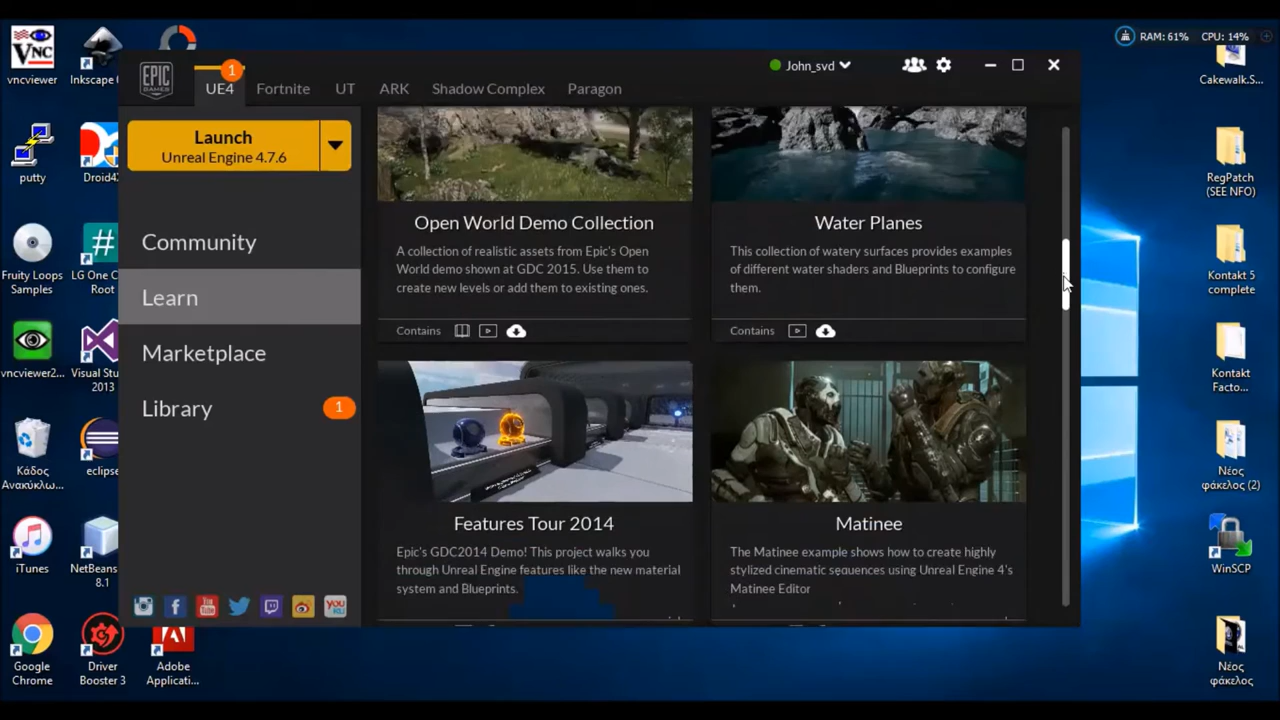 RAM: 61% CPU: 14%
vncviewer
Inkscape
Cakewalk.S...
EPIC
GAMES
1
UE4
Fortnite
UT
ARK
Shadow Complex
Paragon
John_svd
Launch
Unreal Engine 4.7.6
Community
Learn
Marketplace
Library
1
Open World Demo Collection
A collection of realistic assets from Epic's Open
World demo shown at GDC 2015. Use them to
create new levels or add them to existing ones.
Contains
Water Planes
This collection of watery surfaces provides examples
of different water shaders and Blueprints to configure
them.
Contains
Features Tour 2014
Epic's GDC2014 Demo! This project walks you
through Unreal Engine features like the new material
system and Blueprints.
Matinee
The Matinee example shows how to create highly
stylized cinematic sequences using Unreal Engine 4's
Matinee Editor
putty
Droid4X
Fruity Loops
Samples
LG One C...
Root
vncviewer2...
Visual Stu...
2013
Κάδος
Ανακύκλω...
eclipse
iTunes
NetBeans
8.1
Google
Chrome
Driver
Booster 3
Adobe
Applicati...
RegPatch
(SEE NFO)
Kontakt 5
complete
Kontakt
Facto...
Νέος
φάκελος (2)
WinSCP
Νέος
φάκελος